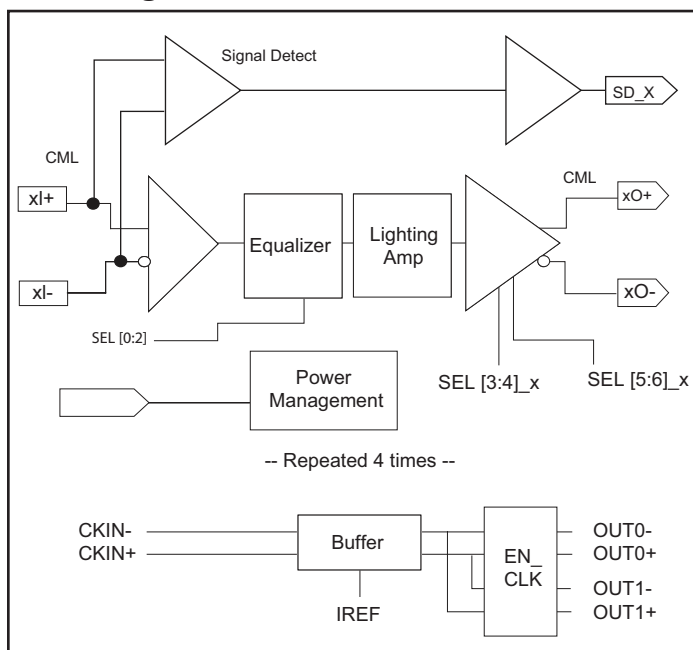 Signal Detect
SD_X
CML
CML
xI+
xO+
Equalizer
Lighting
Amp
xI-
xO-
SEL [0:2]
SEL [3:4]_x
SEL [5:6]_x
Power
Management
-- Repeated 4 times --
CKIN-
CKIN+
Buffer
EN_
CLK
OUT0-
OUT0+
OUT1-
OUT1+
IREF